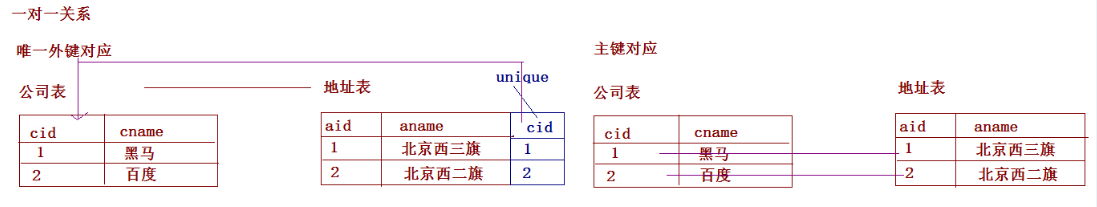 一对一关系
唯一外键对应
公司表
cid cname
1 黑马
2 百度
地址表
unique
aid aname cid
1 北京西三旗 1
2 北京西二旗 2
主键对应
公司表
cid cname
1 黑马
2 百度
地址表
aid aname
1 北京西三旗
2 北京西二旗